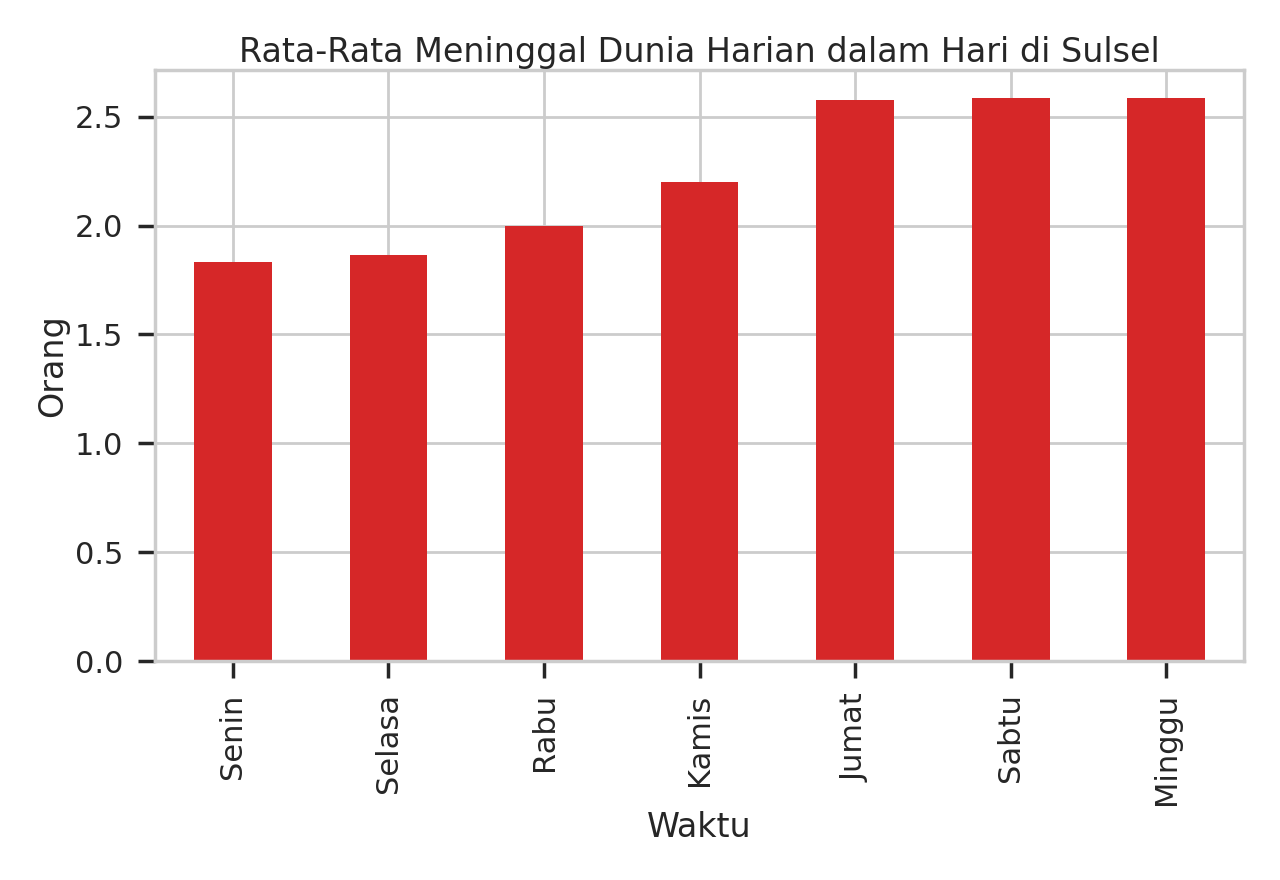 Rata-Rata Meninggal Dunia Harian dalam Hari di Sulsel
Orang
2.5
2.0
1.5
1.0
0.5
0.0
Senin
Selasa
Rabu
Kamis
Jumat
Sabtu
Minggu
Waktu